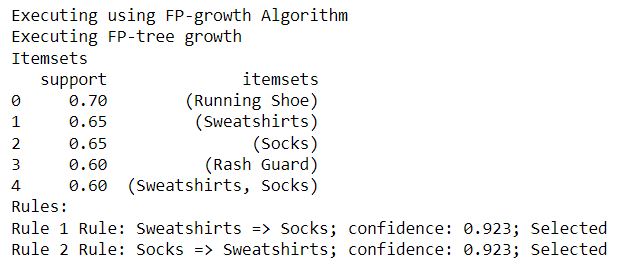 Executing using FP-growth Algorithm
Executing FP-tree growth
Itemsets
   support              itemsets
0     0.70        (Running Shoe)
1     0.65         (Sweatshirts)
2     0.65               (Socks)
3     0.60          (Rash Guard)
4     0.60  (Sweatshirts, Socks)
Rules:
Rule 1 Rule: Sweatshirts => Socks; confidence: 0.923; Selected
Rule 2 Rule: Socks => Sweatshirts; confidence: 0.923; Selected